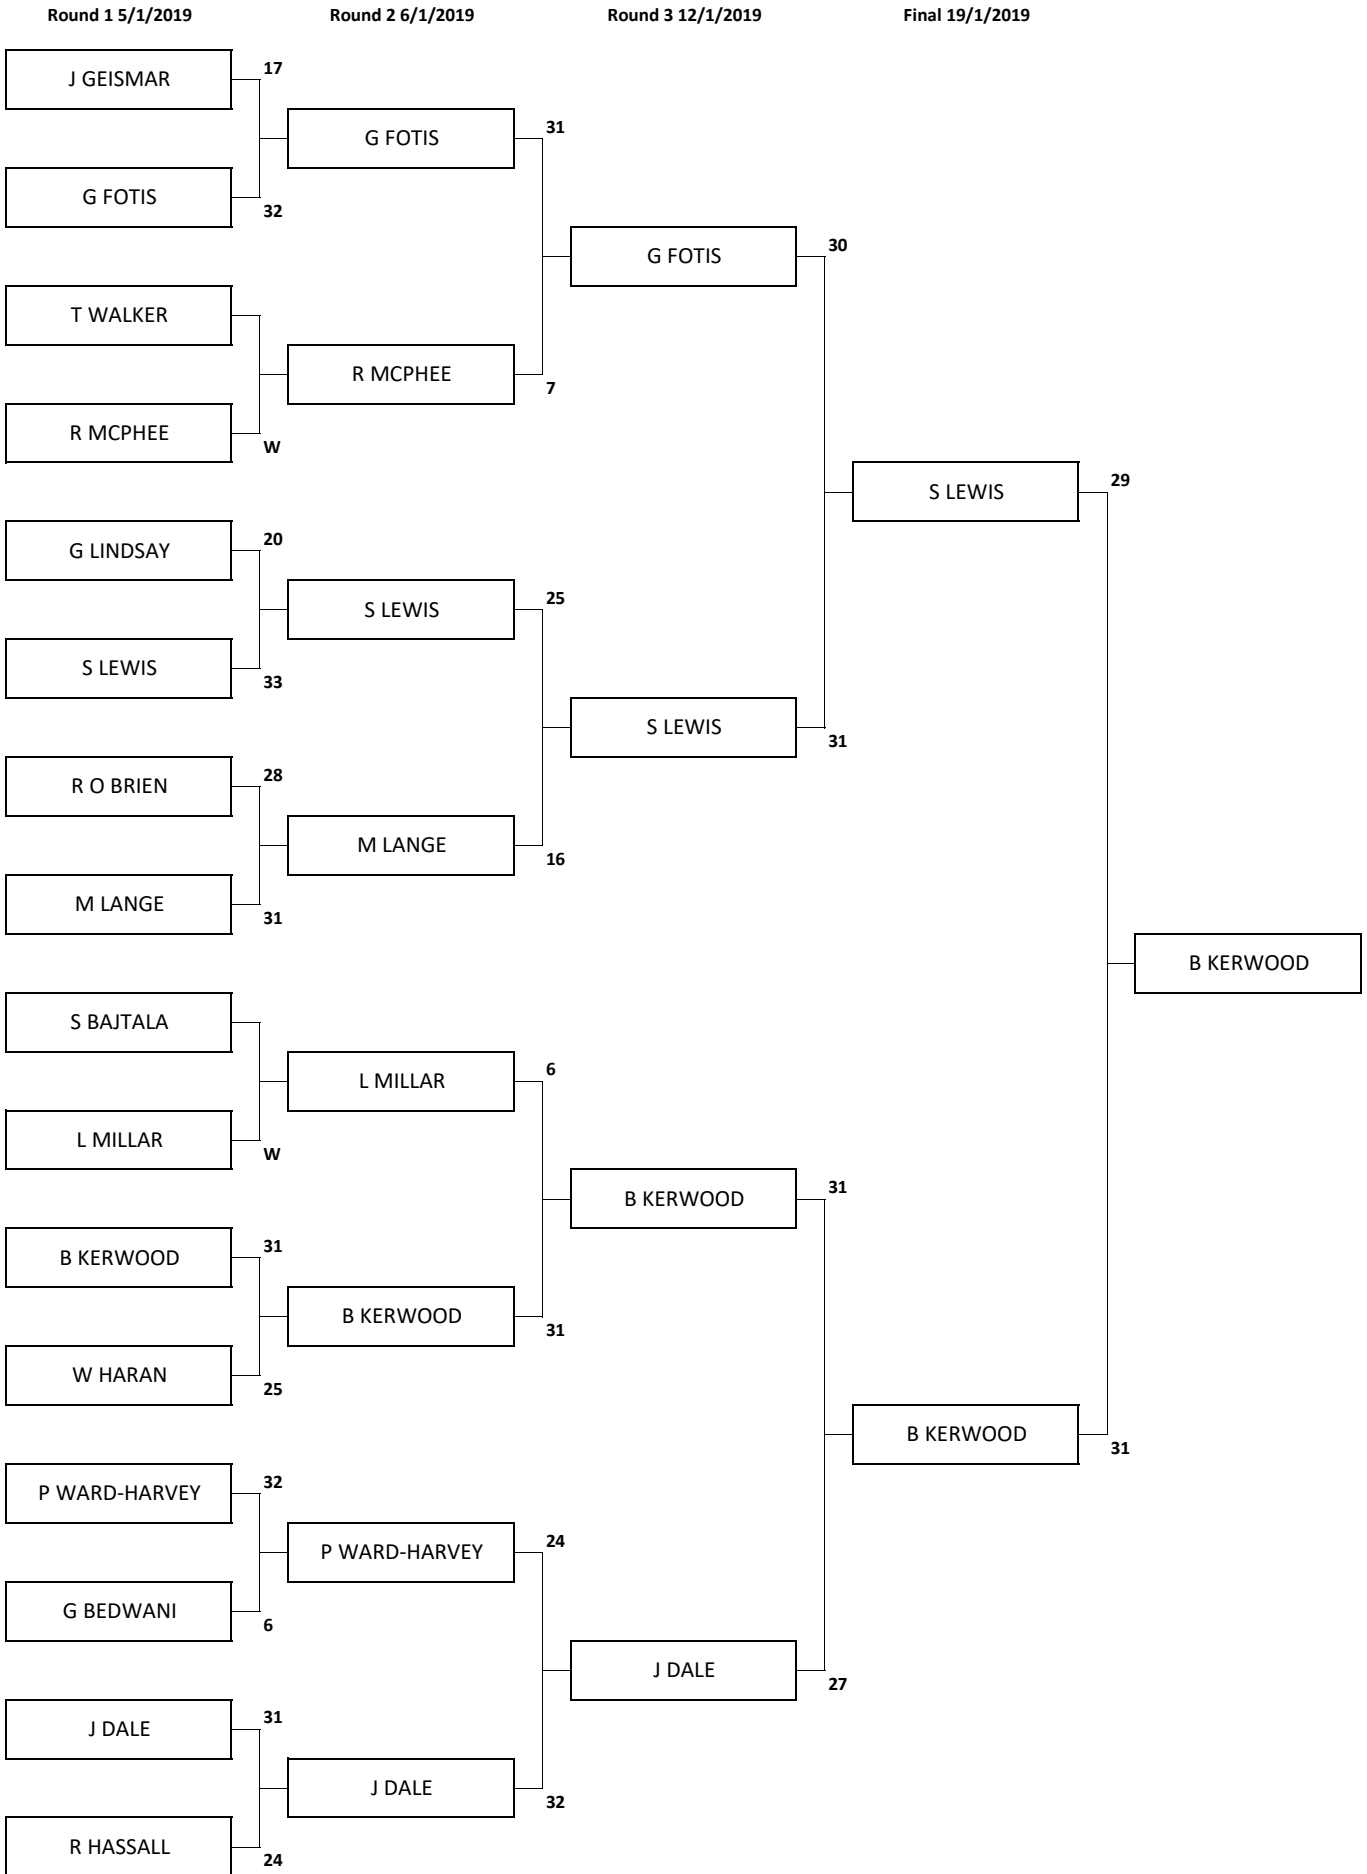 Round 1 5/1/2019
Round 2 6/1/2019
Round 3 12/1/2019
Final 19/1/2019
J GEISMAR
17
G FOTIS
32
T WALKER
R MCPHEE
W
G LINDSAY
20
S LEWIS
33
R O BRIEN
28
M LANGE
31
S BAJTALA
L MILLAR
W
B KERWOOD
31
W HARAN
25
P WARD-HARVEY
32
G BEDWANI
6
J DALE
31
R HASSALL
24
G FOTIS
31
R MCPHEE
7
S LEWIS
25
M LANGE
16
L MILLAR
6
B KERWOOD
31
P WARD-HARVEY
24
J DALE
32
G FOTIS
30
S LEWIS
31
B KERWOOD
31
J DALE
27
S LEWIS
29
B KERWOOD
31
B KERWOOD